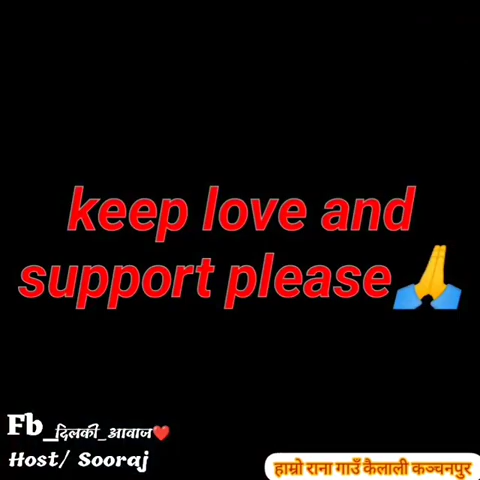 keep love and
support please🙏
Fb_दिलकी_आवाज❤️
Host/ Sooraj
हाम्रो राना गाउँ कैलाली कञ्चनपुर